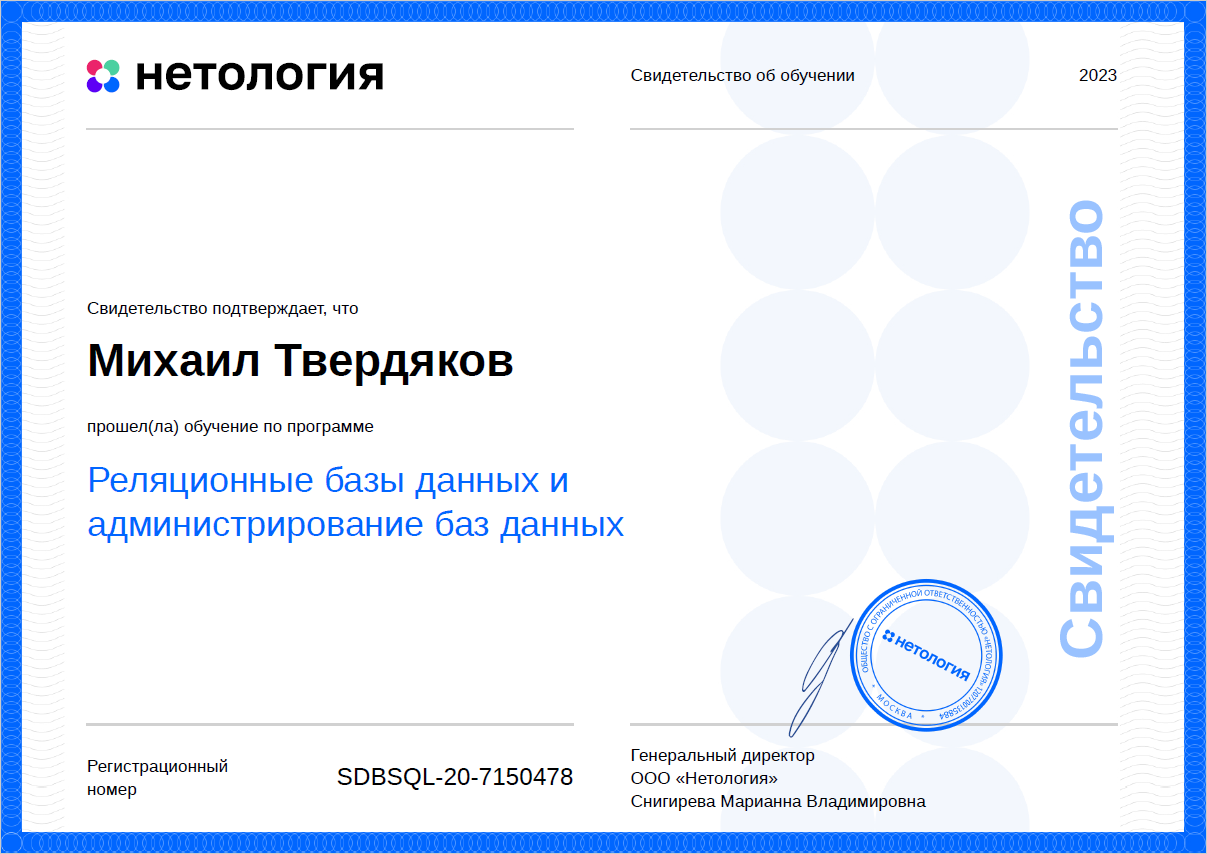 нетология
Свидетельство об обучении
2023
Свидетельство подтверждает, что
Михаил Твердяков
прошел(ла) обучение по программе
Реляционные базы данных и
администрирование баз данных
Свидетельство
ОБЩЕСТВО С ОГРАНИЧЕННОЙ ОТВЕТСТВЕННОСТЬЮ «НЕТОЛОГИЯ» 1207700135884
* МОСКВА *
нетология
Регистрационный
номер
SDBSQL-20-7150478
Генеральный директор
ООО «Нетология»
Снигирева Марианна Владимировна